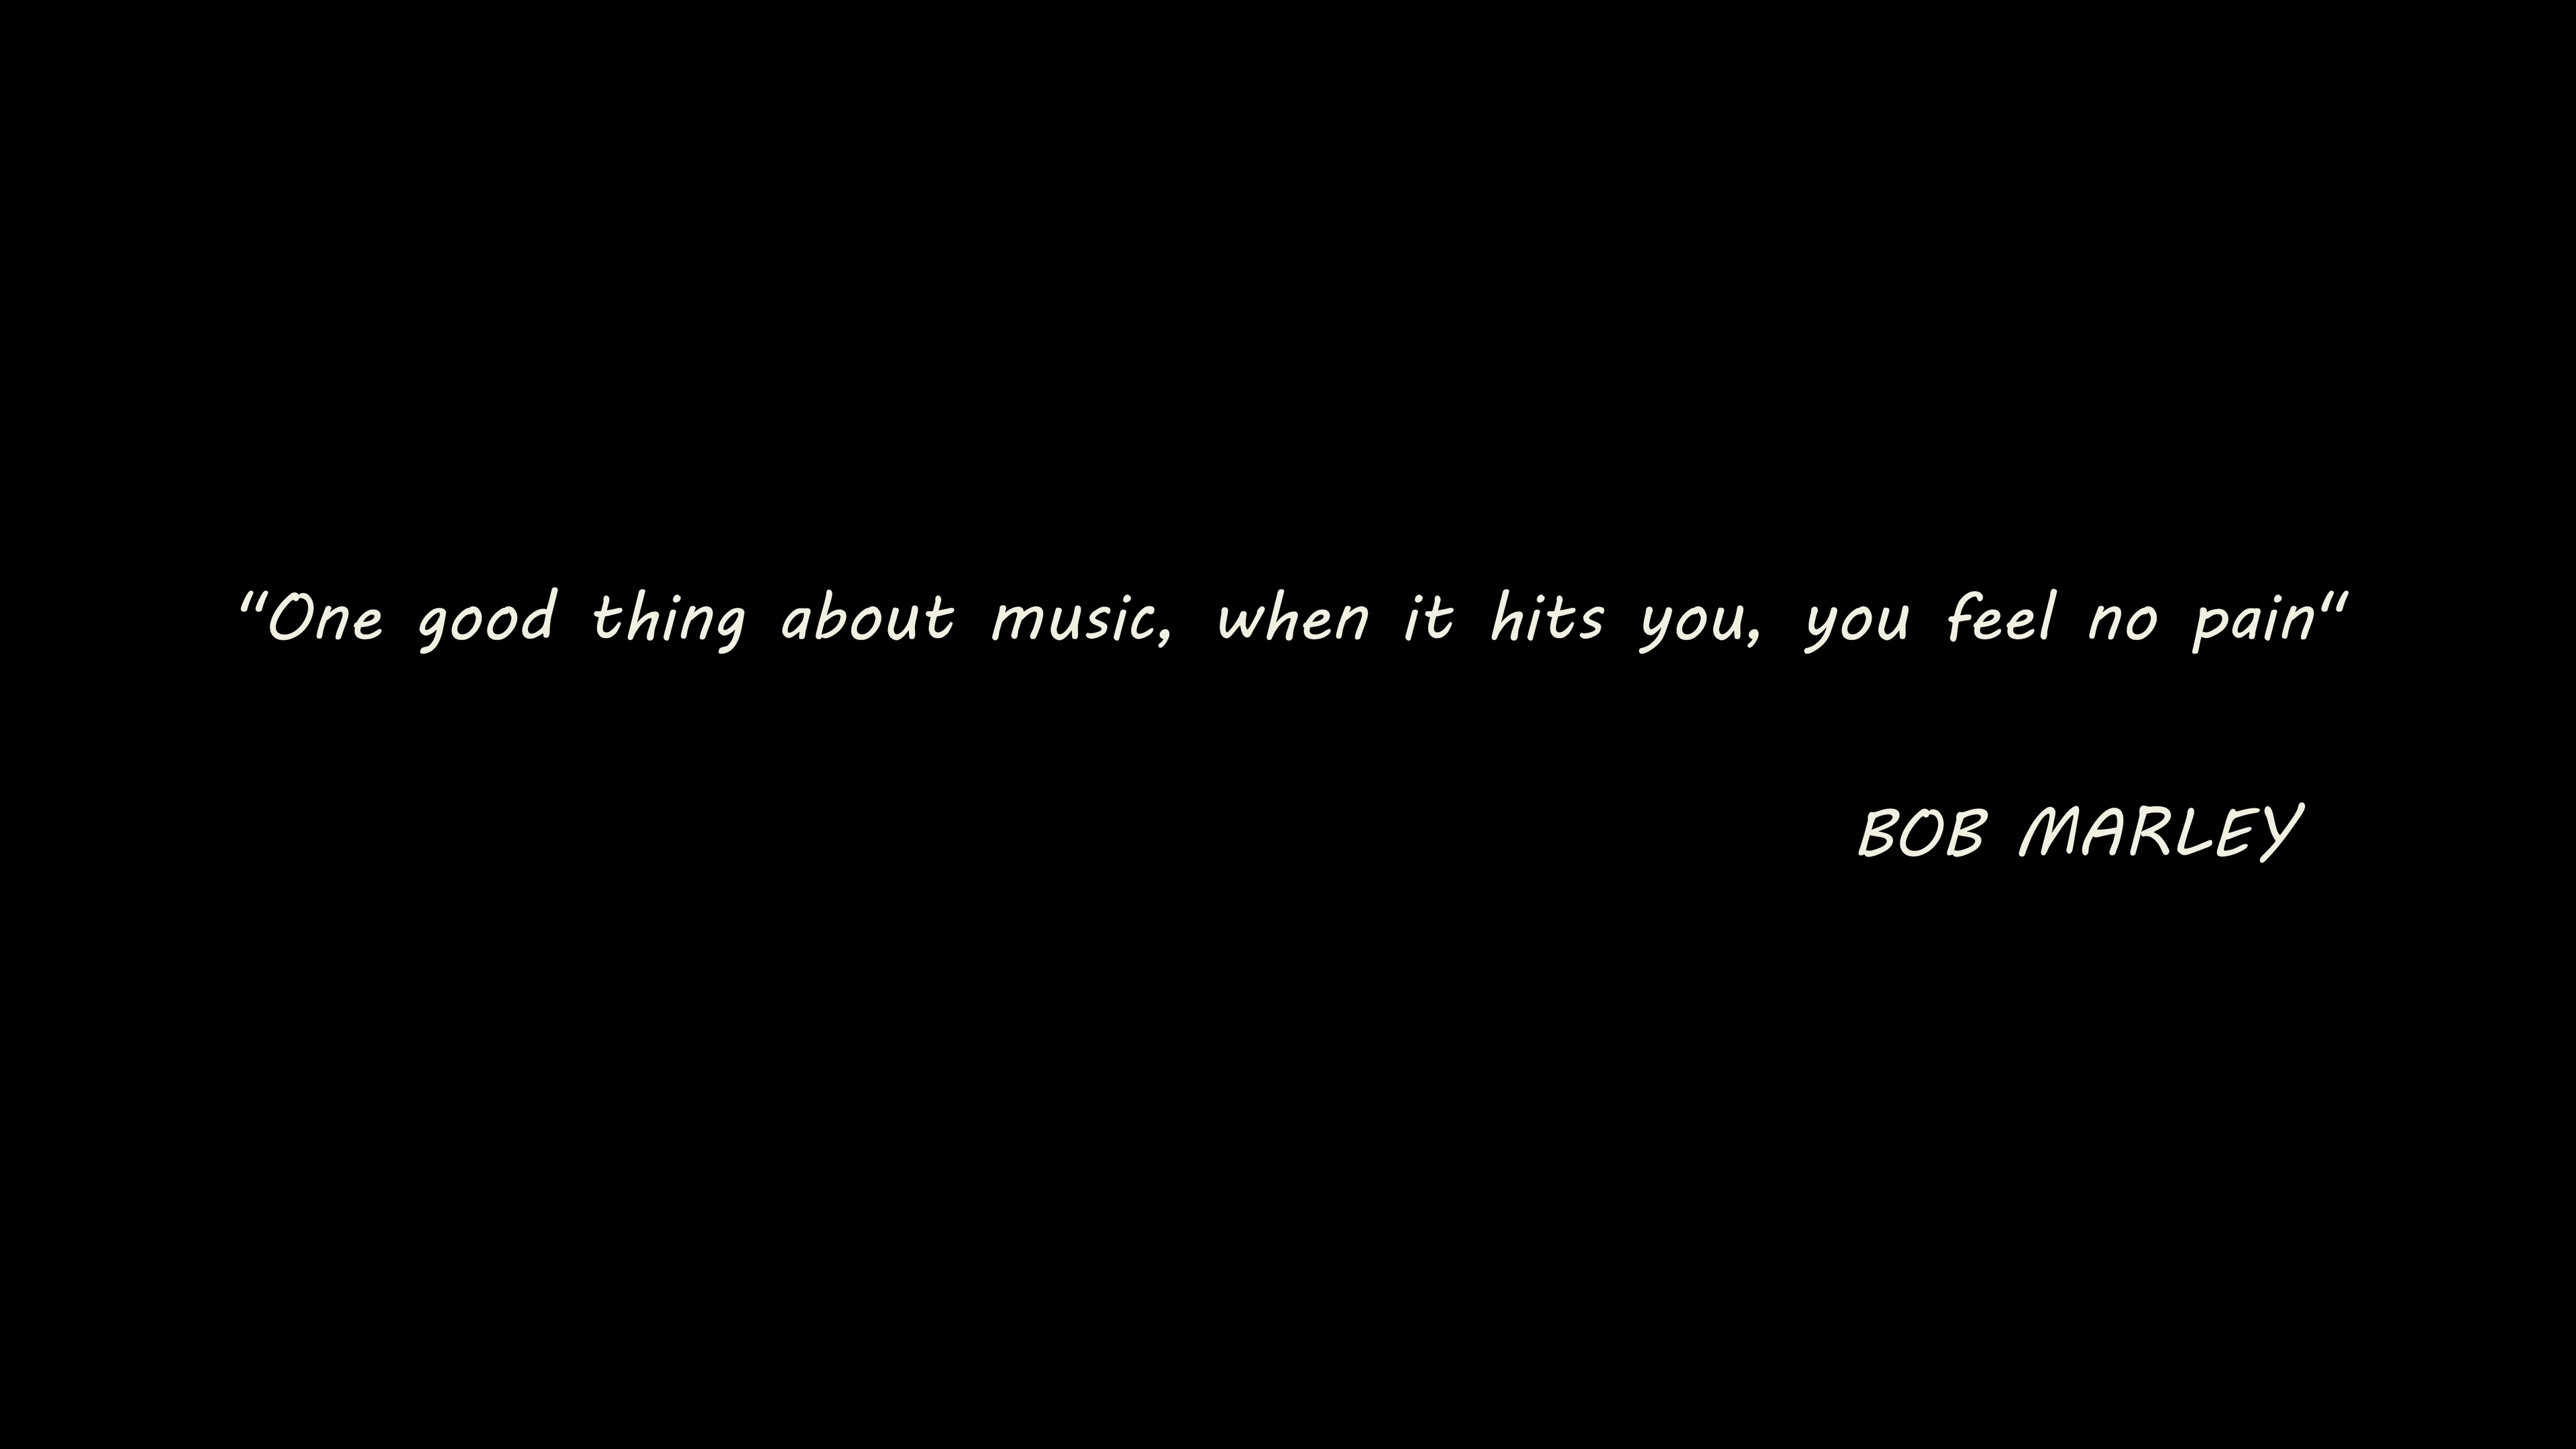 “One good thing about music, when it hits you, you feel no pain“
BOB MARLEY